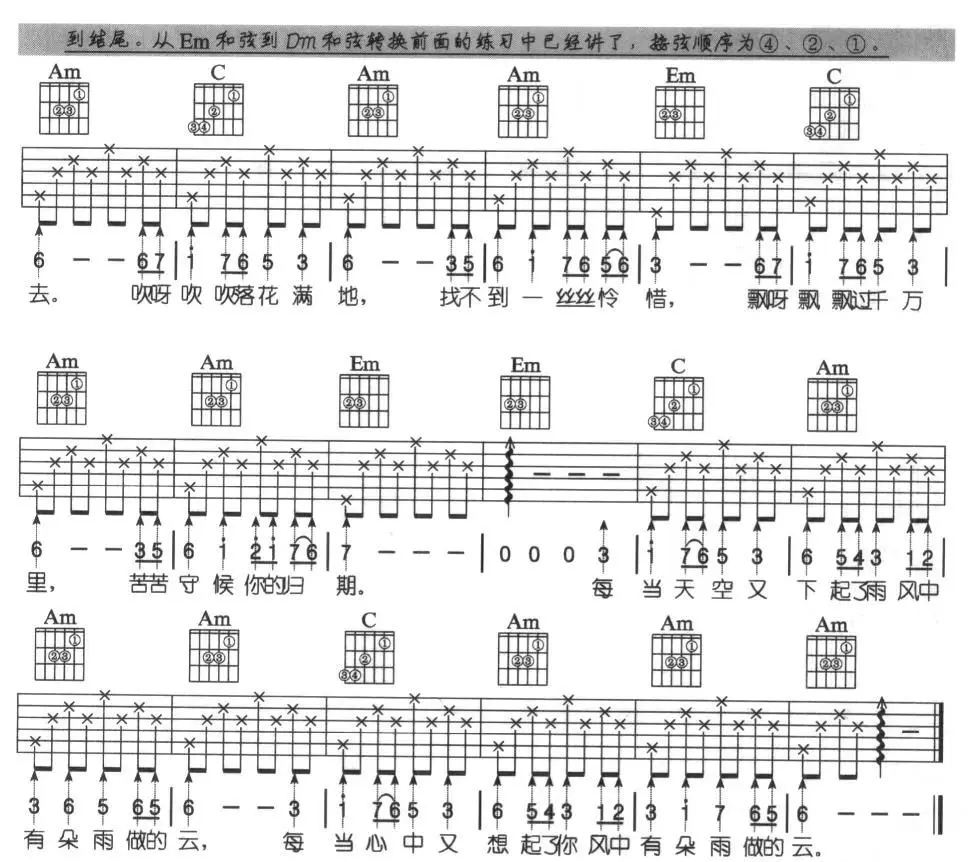 到结尾。从Em和弦到Dm和弦转换前面的练习中已经讲了，按弦顺序为④、②、①。
Am C Am Am Em C
6 — — 6 7 | i 7 6 5 3 | 6 — — 3 5 | 6 i 7 6 5 6 | 3 — — 6 7 | i 7 6 5 3
去。 吹呀吹 吹落花 满 地， 找不到 一 丝丝怜 惜， 飘呀飘 飘过千 万
Am Am Em Em C Am
6 — — 3 5 | 6 i 2 i 7 6 | 7 — — — | 0 0 0 3 | i 7 6 5 3 | 6 5 4 3 1 2
里， 苦苦守 候 你的归 期。 每 当 天 空 又 下 起了雨 风中
Am Am C Am Am Am
3 6 5 6 5 | 6 — — 3 | i 7 6 5 3 | 6 5 4 3 1 2 | 3 i 7 6 5 | 6 — — —
有 朵 雨 做的 云， 每 当 心 中 又 想 起了你 风中 有 朵 雨 做的 云。